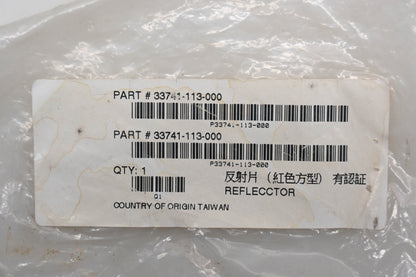 PART # 33741-113-000
P33741-113-000
PART # 33741-113-000
P33741-113-000
QTY: 1
Q1
反射片 (紅色方型) 有認証
REFLECCTOR
COUNTRY OF ORIGIN TAIWAN